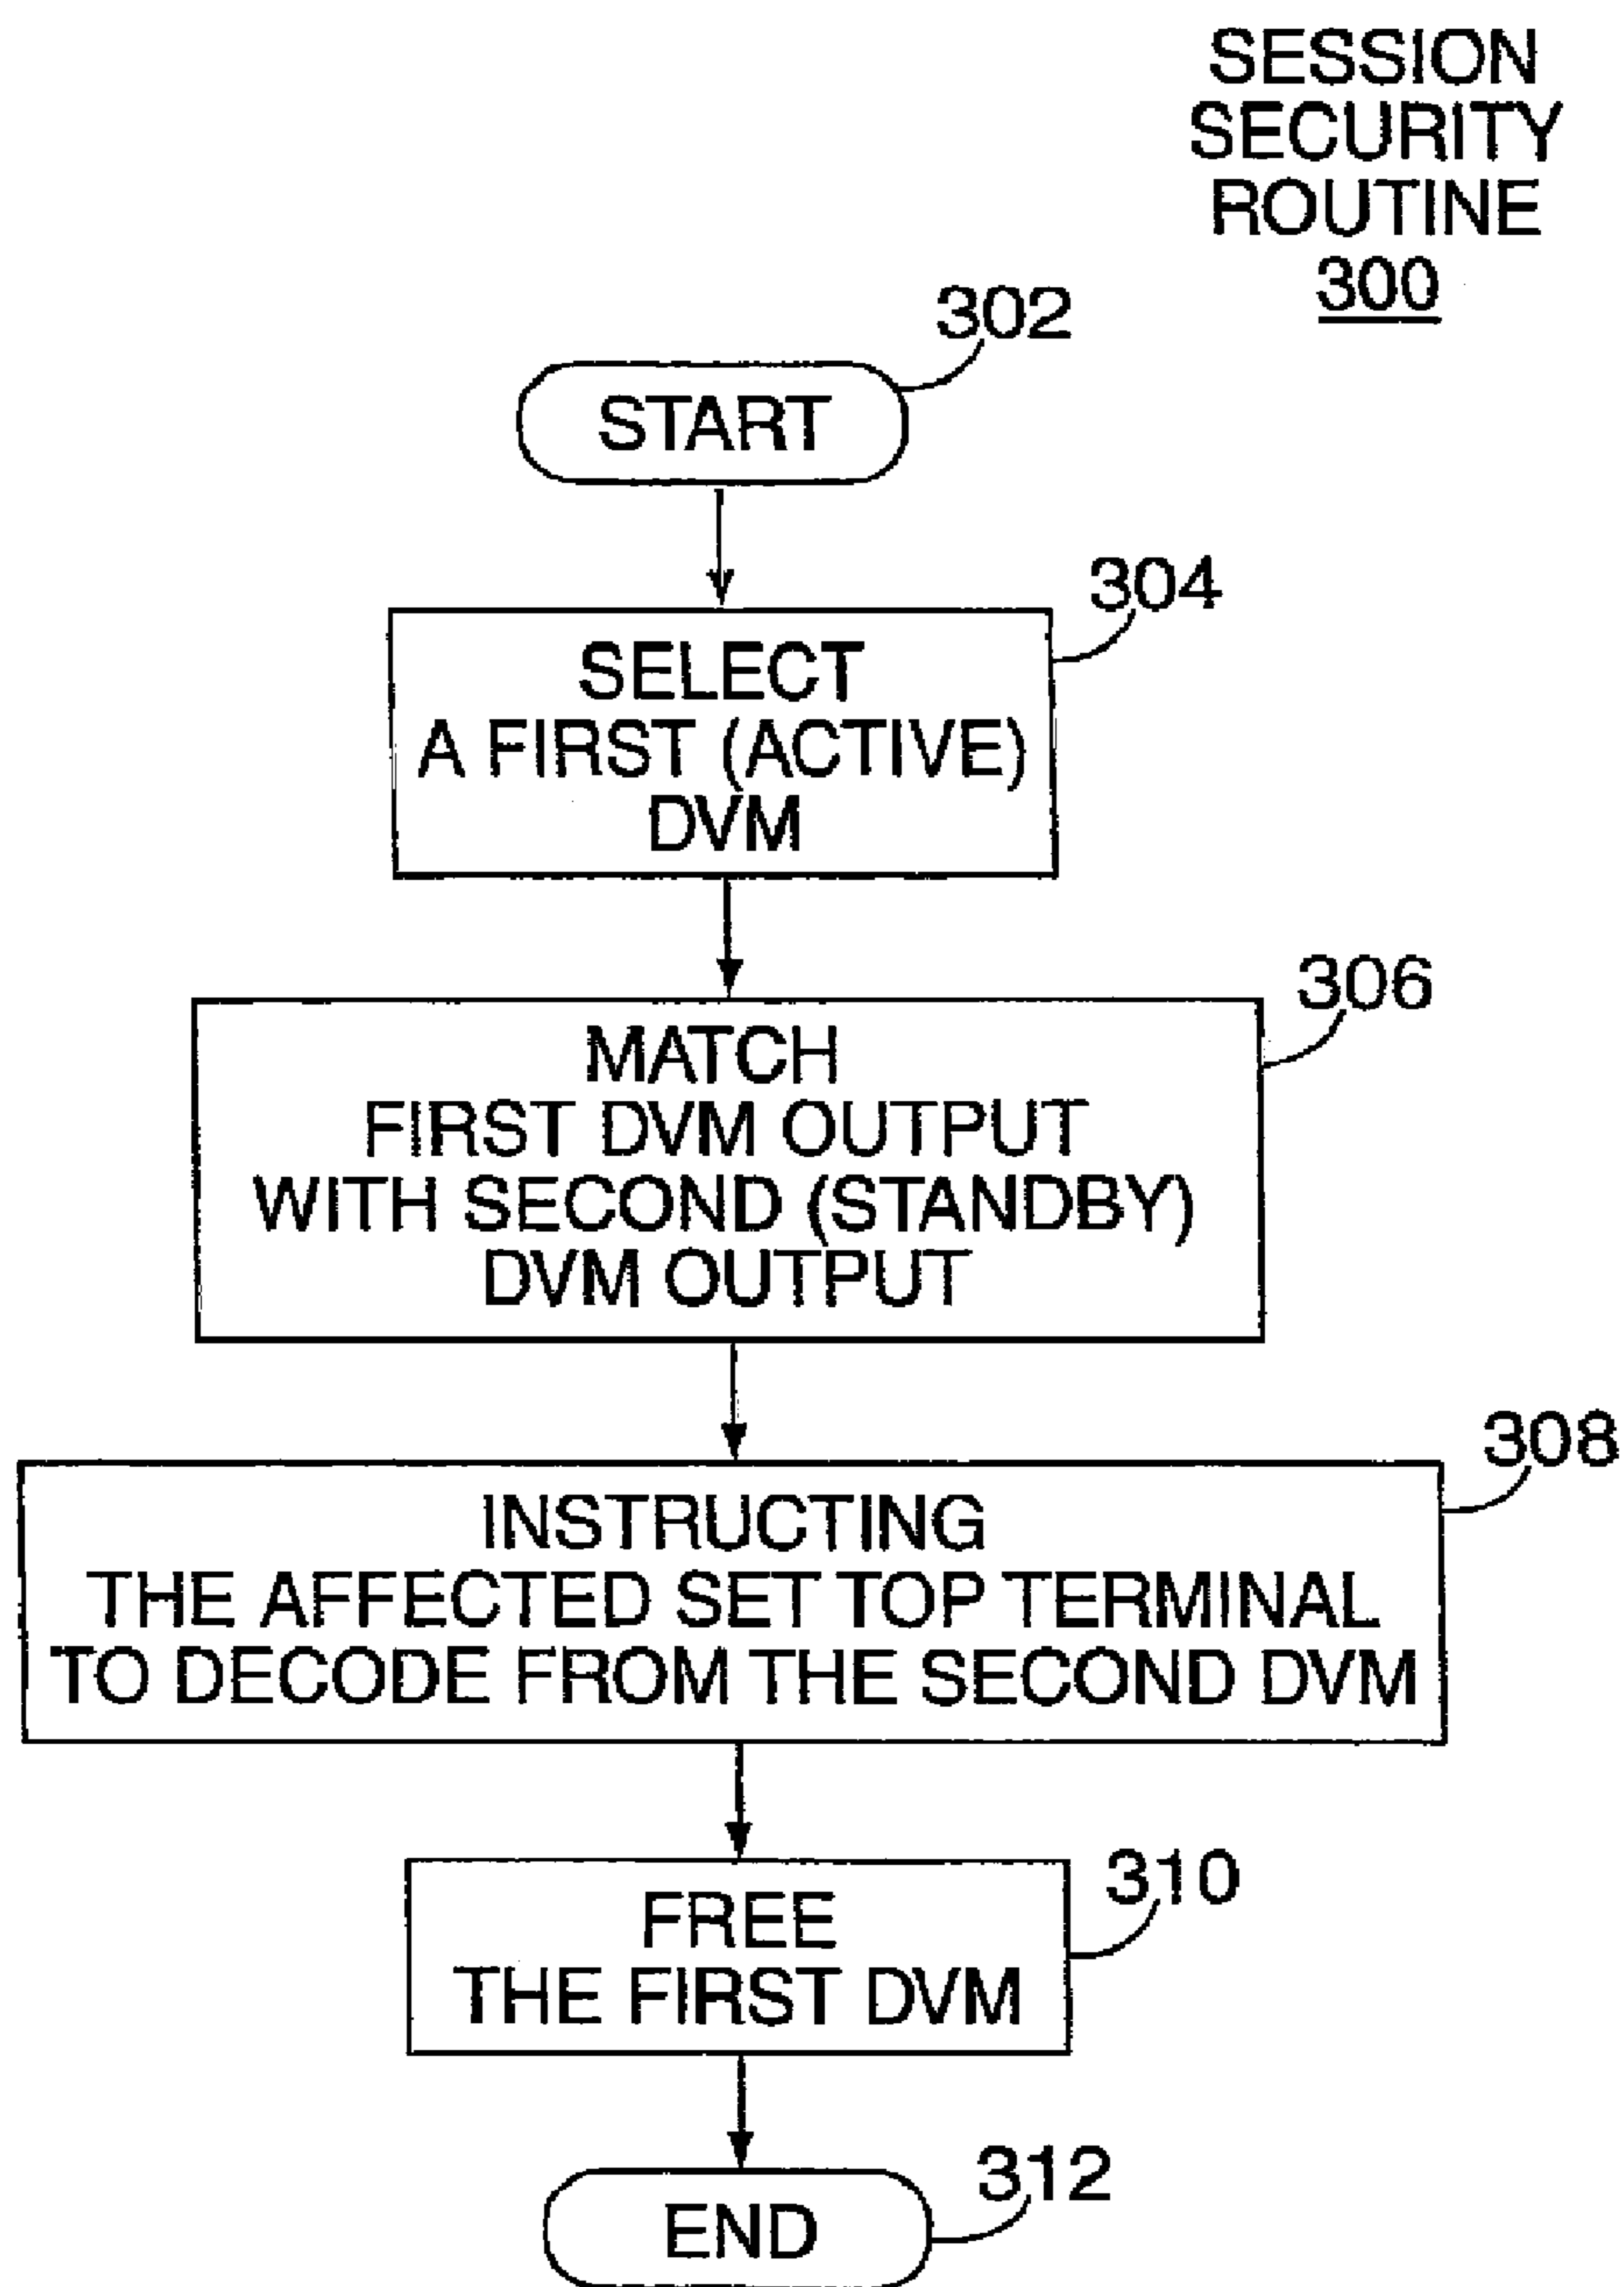 SESSION
SECURITY
ROUTINE
300
302
START
304
SELECT
A FIRST (ACTIVE)
DVM
306
MATCH
FIRST DVM OUTPUT
WITH SECOND (STANDBY)
DVM OUTPUT
308
INSTRUCTING
THE AFFECTED SET TOP TERMINAL
TO DECODE FROM THE SECOND DVM
310
FREE
THE FIRST DVM
312
END